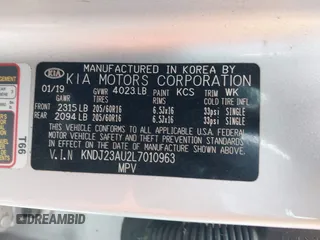 MANUFACTURED IN KOREA BY
KIA
KIA MOTORS CORPORATION
01/19 GVWR 4023 LB PAINT KCS TRIM WK
GAWR TIRES RIMS COLD TIRE INFL.
FRONT 2315 LB 205/60R16 6.5Jx16 33psi SINGLE
REAR 2094 LB 205/60R16 6.5Jx16 33psi SINGLE
THIS VEHICLE CONFORMS TO ALL APPLICABLE U.S.A. FEDERAL
MOTOR VEHICLE SAFETY, BUMPER, AND THEFT PREVENTION
STANDARDS IN EFFECT ON THE DATE OF MANUFACTURE SHOWN ABOVE.
V.I.N KNDJ23AU2L7010963
MPV
T66
DREAMBID